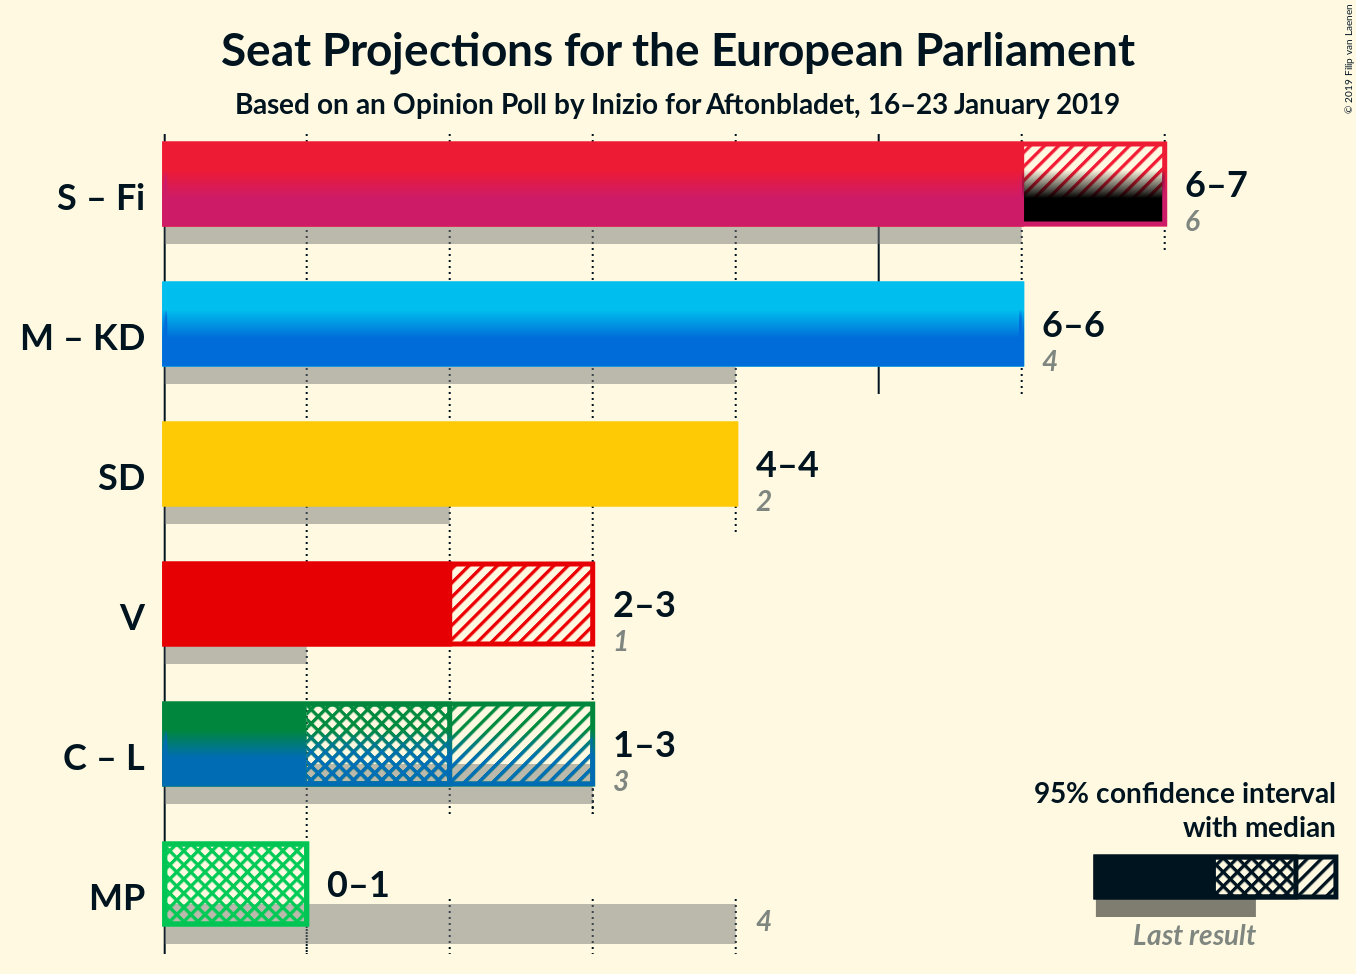 Seat Projections for the European Parliament
Based on an Opinion Poll by Inizio for Aftonbladet, 16–23 January 2019
© 2019 Filip van Laenen
S – Fi
6–7
6
M – KD
6–6
4
SD
4–4
2
V
2–3
1
C – L
1–3
3
MP
0–1
4
95% confidence interval
with median
Last result